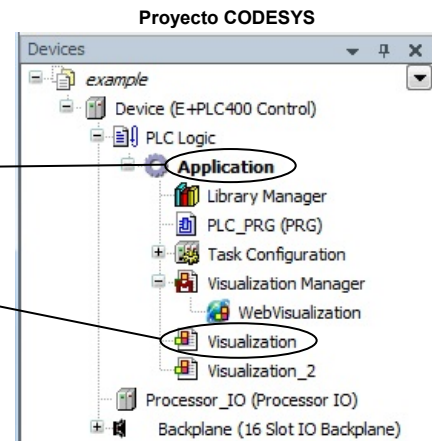 Proyecto CODESYS
Devices
example
Device (E+PLC400 Control)
PLC Logic
Application
Library Manager
PLC_PRG (PRG)
Task Configuration
Visualization Manager
WebVisualization
Visualization
Visualization_2
Processor_IO (Processor IO)
Backplane (16 Slot IO Backplane)